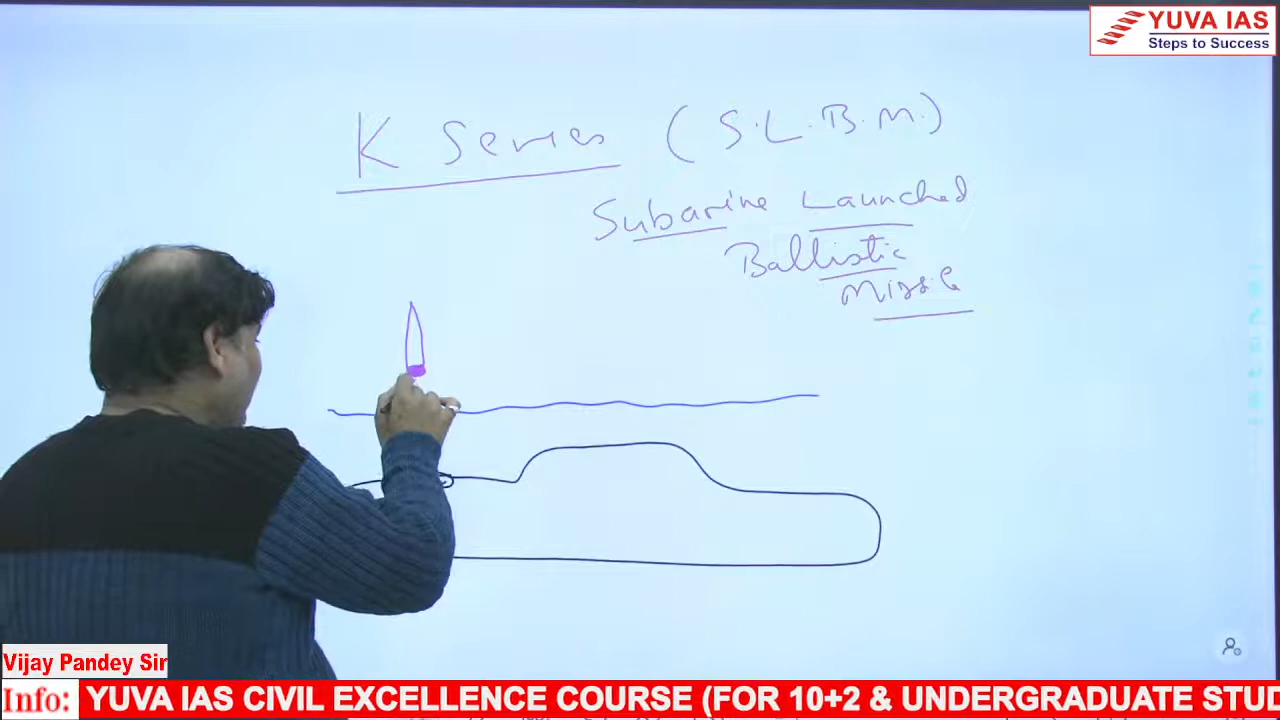 YUVA IAS
Steps to Success
K Series (S.L.B.M.)
Subarine Launched
Ballistic
Missile
Vijay Pandey Sir
Info: YUVA IAS CIVIL EXCELLENCE COURSE (FOR 10+2 & UNDERGRADUATE STUD